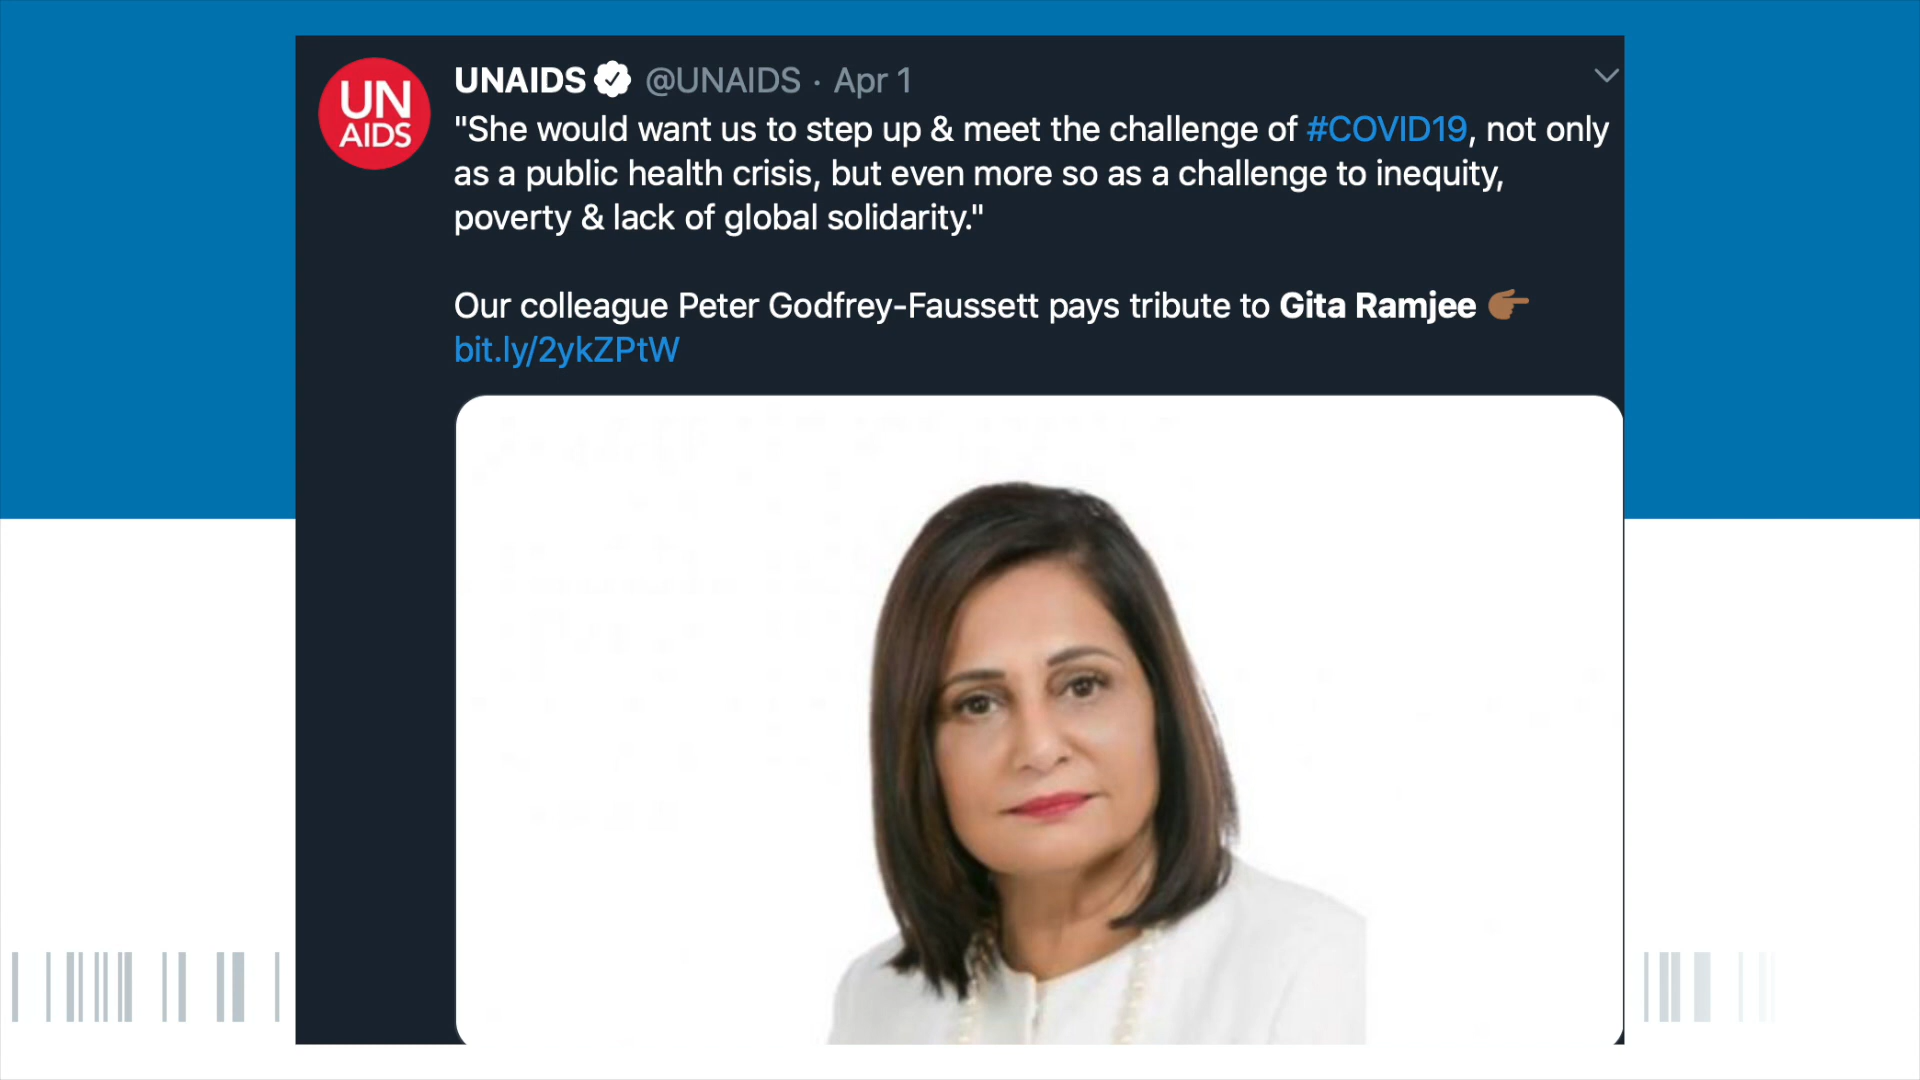 UN
AIDS
UNAIDS @UNAIDS · Apr 1
"She would want us to step up & meet the challenge of #COVID19, not only
as a public health crisis, but even more so as a challenge to inequity,
poverty & lack of global solidarity."
Our colleague Peter Godfrey-Faussett pays tribute to Gita Ramjee 👉🏾
bit.ly/2ykZPtW